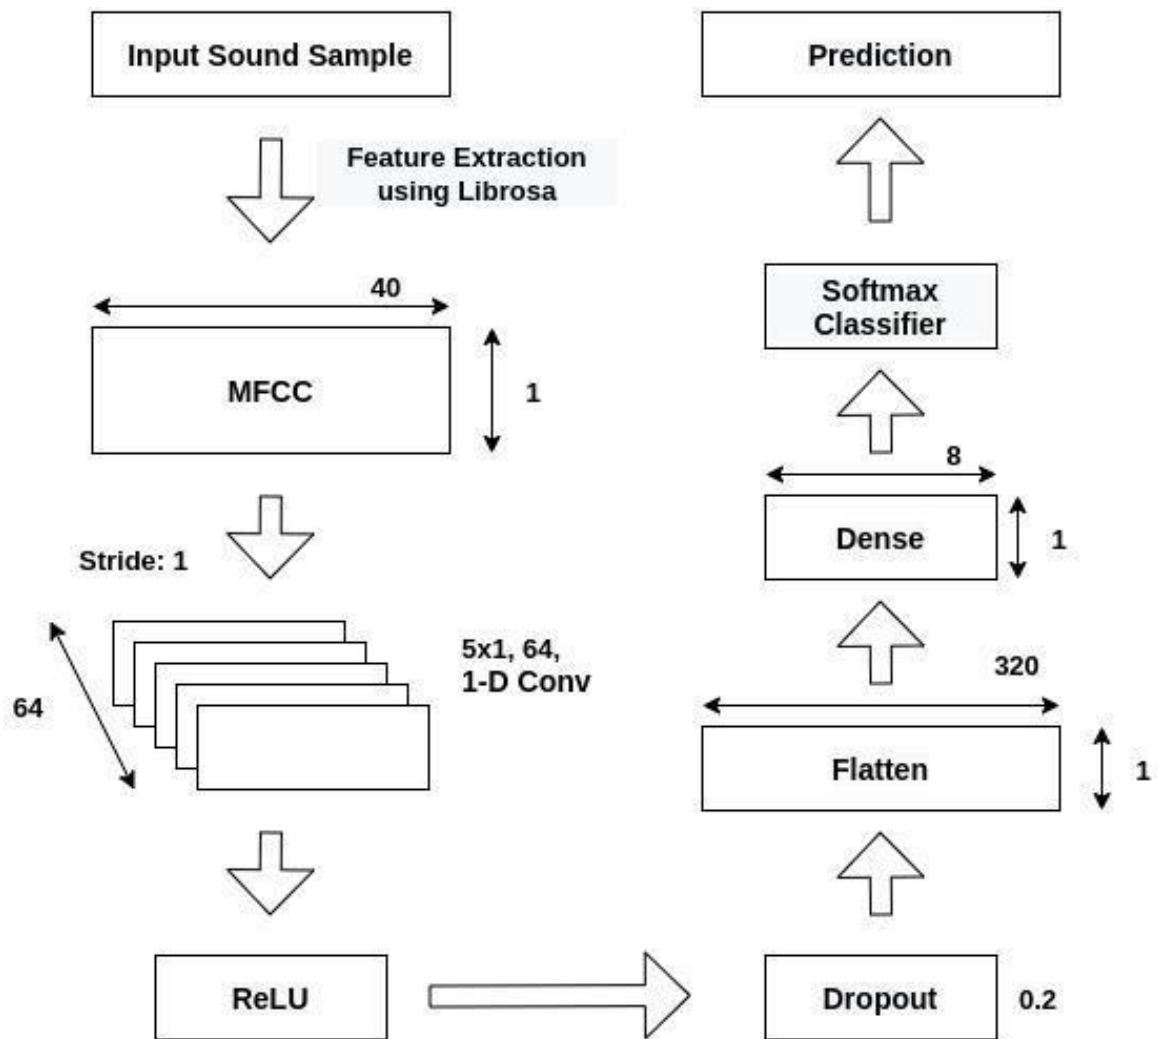 Input Sound Sample
Feature Extraction
using Librosa
40
MFCC
1
Stride: 1
64
5x1, 64,
1-D Conv
ReLU
Dropout
0.2
320
Flatten
1
8
Dense
1
Softmax
Classifier
Prediction